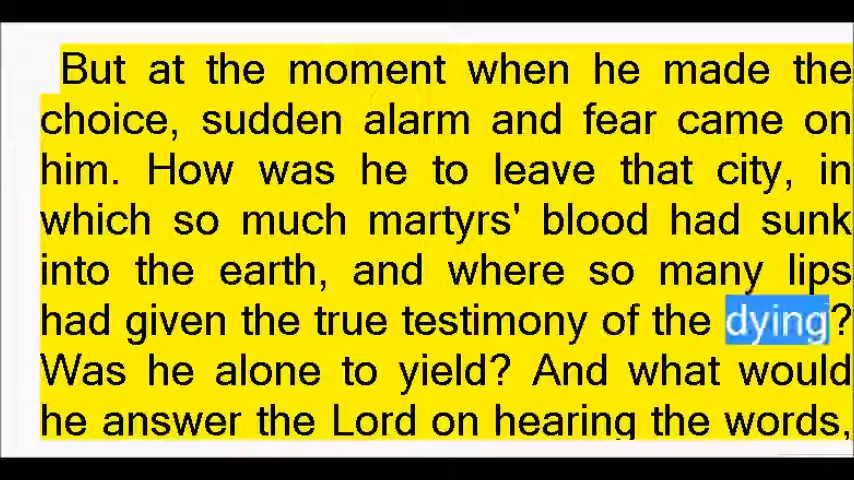 But at the moment when he made the
choice, sudden alarm and fear came on
him. How was he to leave that city, in
which so much martyrs' blood had sunk
into the earth, and where so many lips
had given the true testimony of the dying?
Was he alone to yield? And what would
he answer the Lord on hearing the words,